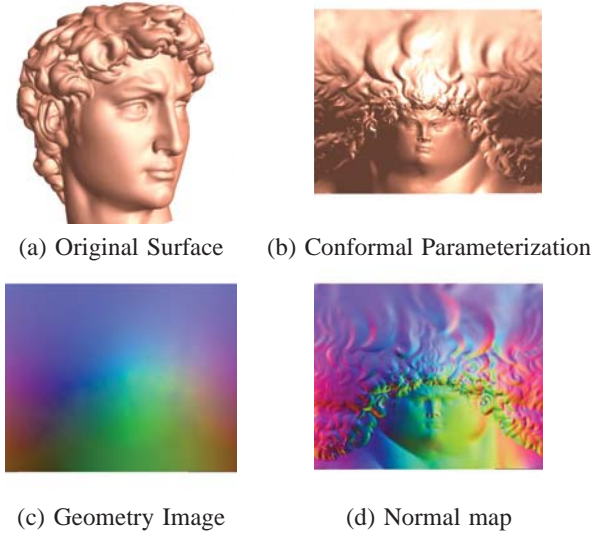 (a) Original Surface
(b) Conformal Parameterization
(c) Geometry Image
(d) Normal map